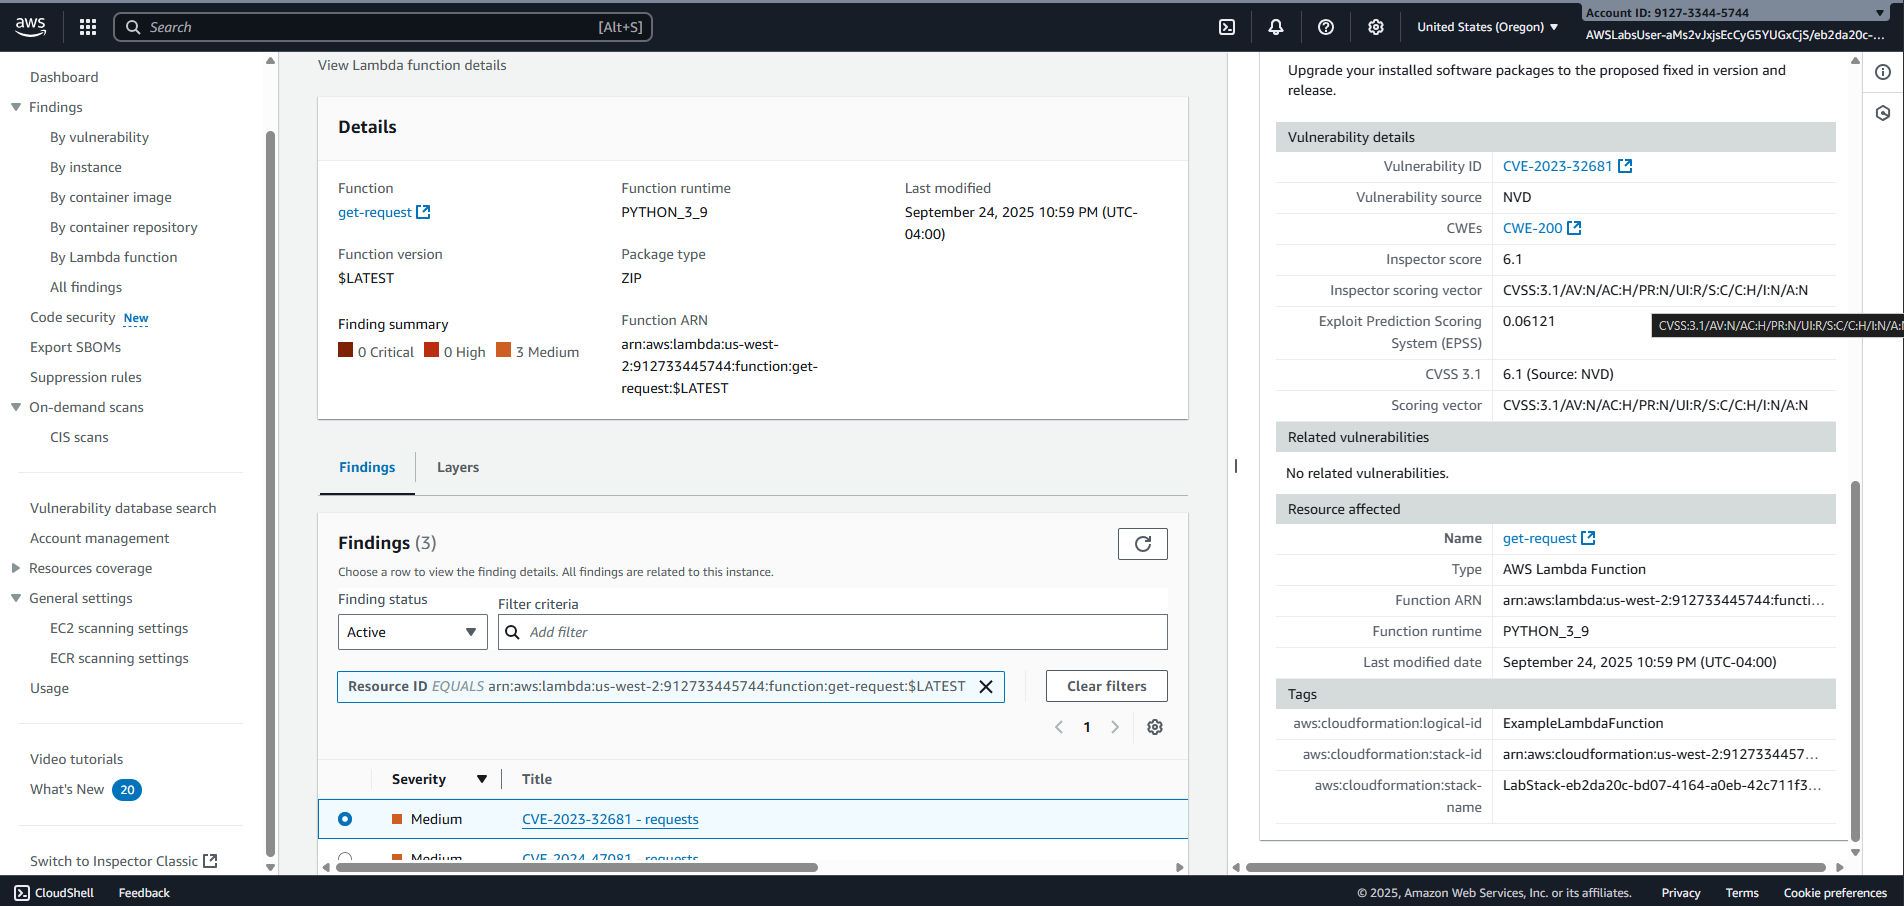 aws
Search
[Alt+S]
United States (Oregon)
Account ID: 9127-3344-5744
AWSLabsUser-aMs2vJxjsEcCyG5YUGxCjS/eb2da20c-...
Dashboard
Findings
By vulnerability
By instance
By container image
By container repository
By Lambda function
All findings
Code security New
Export SBOMs
Suppression rules
On-demand scans
CIS scans
Vulnerability database search
Account management
Resources coverage
General settings
EC2 scanning settings
ECR scanning settings
Usage
Video tutorials
What's New 20
Switch to Inspector Classic
View Lambda function details
Details
Function
get-request
Function runtime
PYTHON_3_9
Last modified
September 24, 2025 10:59 PM (UTC-
04:00)
Function version
$LATEST
Package type
ZIP
Finding summary
0 Critical 0 High 3 Medium
Function ARN
arn:aws:lambda:us-west-
2:912733445744:function:get-
request:$LATEST
Findings
Layers
Findings (3)
Choose a row to view the finding details. All findings are related to this instance.
Finding status
Active
Filter criteria
Add filter
Resource ID EQUALS arn:aws:lambda:us-west-2:912733445744:function:get-request:$LATEST
Clear filters
1
Severity
Title
Medium CVE-2023-32681 - requests
Medium CVE-2024-47081 - requests
Upgrade your installed software packages to the proposed fixed in version and
release.
Vulnerability details
Vulnerability ID CVE-2023-32681
Vulnerability source NVD
CWEs CWE-200
Inspector score 6.1
Inspector scoring vector CVSS:3.1/AV:N/AC:H/PR:N/UI:R/S:C/C:H/I:N/A:N
Exploit Prediction Scoring 0.06121
System (EPSS)
CVSS:3.1/AV:N/AC:H/PR:N/UI:R/S:C/C:H/I:N/A:N
CVSS 3.1 6.1 (Source: NVD)
Scoring vector CVSS:3.1/AV:N/AC:H/PR:N/UI:R/S:C/C:H/I:N/A:N
Related vulnerabilities
No related vulnerabilities.
Resource affected
Name get-request
Type AWS Lambda Function
Function ARN arn:aws:lambda:us-west-2:912733445744:functi...
Function runtime PYTHON_3_9
Last modified date September 24, 2025 10:59 PM (UTC-04:00)
Tags
aws:cloudformation:logical-id ExampleLambdaFunction
aws:cloudformation:stack-id arn:aws:cloudformation:us-west-2:9127334457...
aws:cloudformation:stack- LabStack-eb2da20c-bd07-4164-a0eb-42c711f3...
name
CloudShell
Feedback
© 2025, Amazon Web Services, Inc. or its affiliates.
Privacy
Terms
Cookie preferences